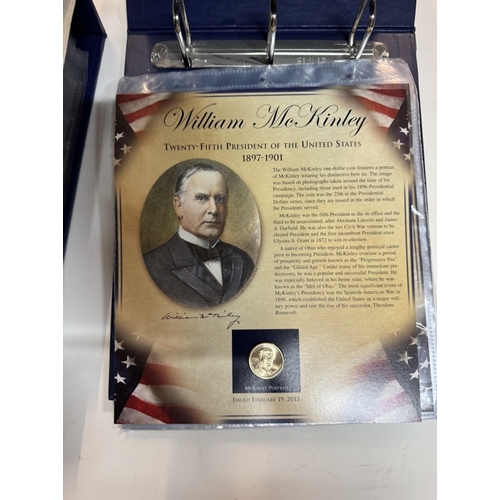 William McKinley
Twenty-Fifth President of the United States
1897-1901
The William McKinley one-dollar coin features a portrait
of McKinley wearing his distinctive bow tie. The image
was found on photographs taken around the time of his
Presidency, including those used in his 1896 Presidential
campaign. The coin was the 25th in the Presidential
Dollars series, since they are issued in the order in which
the Presidents served.
McKinley was the fifth President to die in office and the
third to be assassinated, after Abraham Lincoln and James
A. Garfield. He was also the last Civil War veteran to be
elected President and the first incumbent President since
Ulysses S. Grant in 1872 to win re-election.
A native of Ohio who enjoyed a lengthy political career
prior to becoming President, McKinley oversaw a period
of prosperity and growth known as the "Progressive Era"
and the "Gilded Age." Unlike many of his immediate pre-
decessors, he was a popular and successful President. He
was especially beloved in his home state, where he was
known as the "Idol of Ohio." The most significant event of
McKinley's Presidency was the Spanish-American War in
1898, which established the United States as a major mili-
tary power and saw the rise of his successor, Theodore
Roosevelt.
William McKinley
McKinley Portrait
Issued February 19, 2013